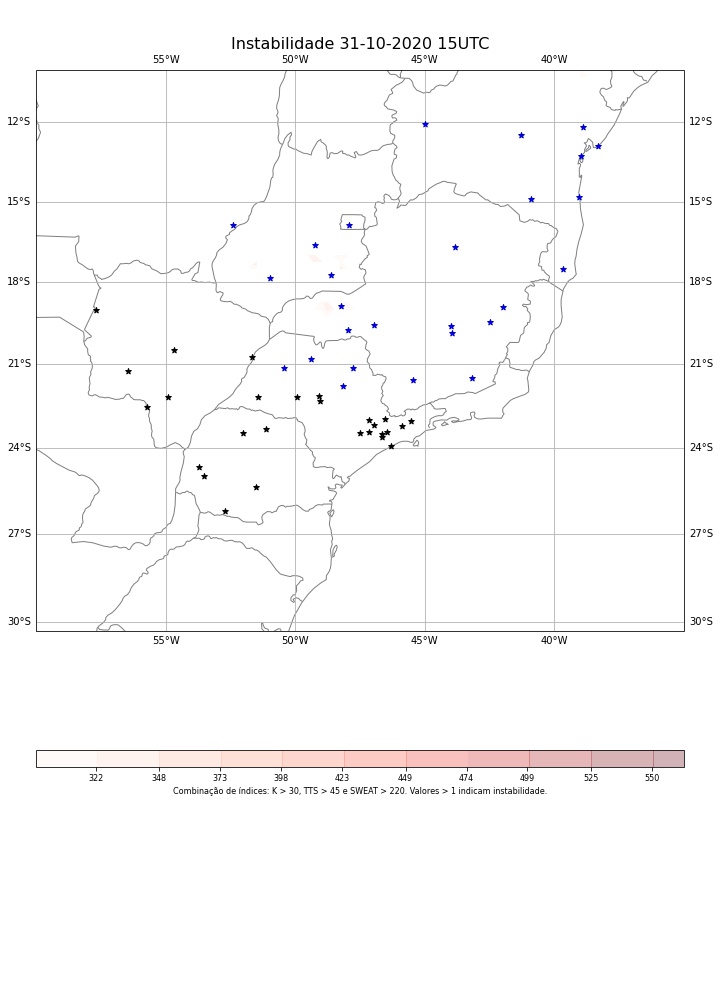 Instabilidade 31-10-2020 15UTC
55°W 50°W 45°W 40°W
12°S 12°S
15°S 15°S
18°S 18°S
21°S 21°S
24°S 24°S
27°S 27°S
30°S 30°S
55°W 50°W 45°W 40°W
322 348 373 398 423 449 474 499 525 550
Combinação de índices: K > 30, TTS > 45 e SWEAT > 220. Valores > 1 indicam instabilidade.